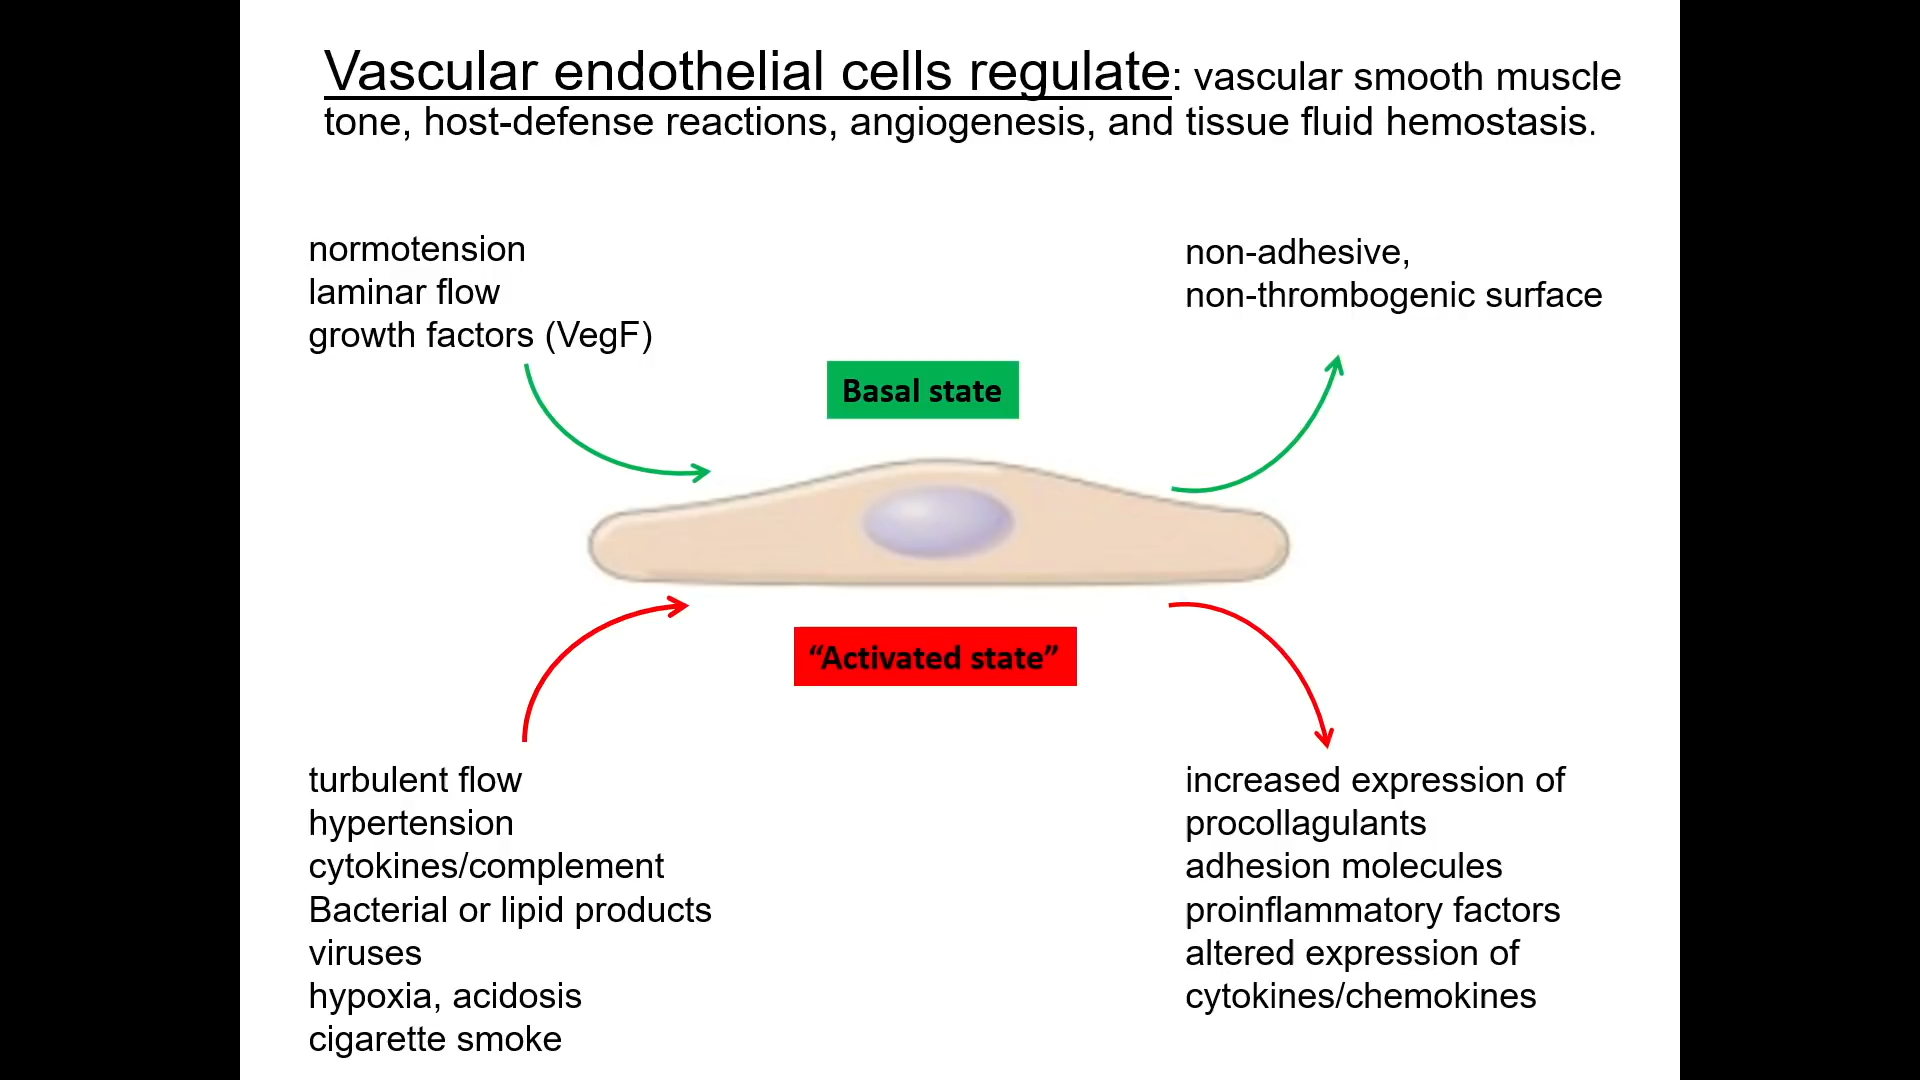 Vascular endothelial cells regulate: vascular smooth muscle
tone, host-defense reactions, angiogenesis, and tissue fluid hemostasis.
normotension
laminar flow
growth factors (VegF)
non-adhesive,
non-thrombogenic surface
Basal state
“Activated state”
turbulent flow
hypertension
cytokines/complement
Bacterial or lipid products
viruses
hypoxia, acidosis
cigarette smoke
increased expression of
procollagulants
adhesion molecules
proinflammatory factors
altered expression of
cytokines/chemokines